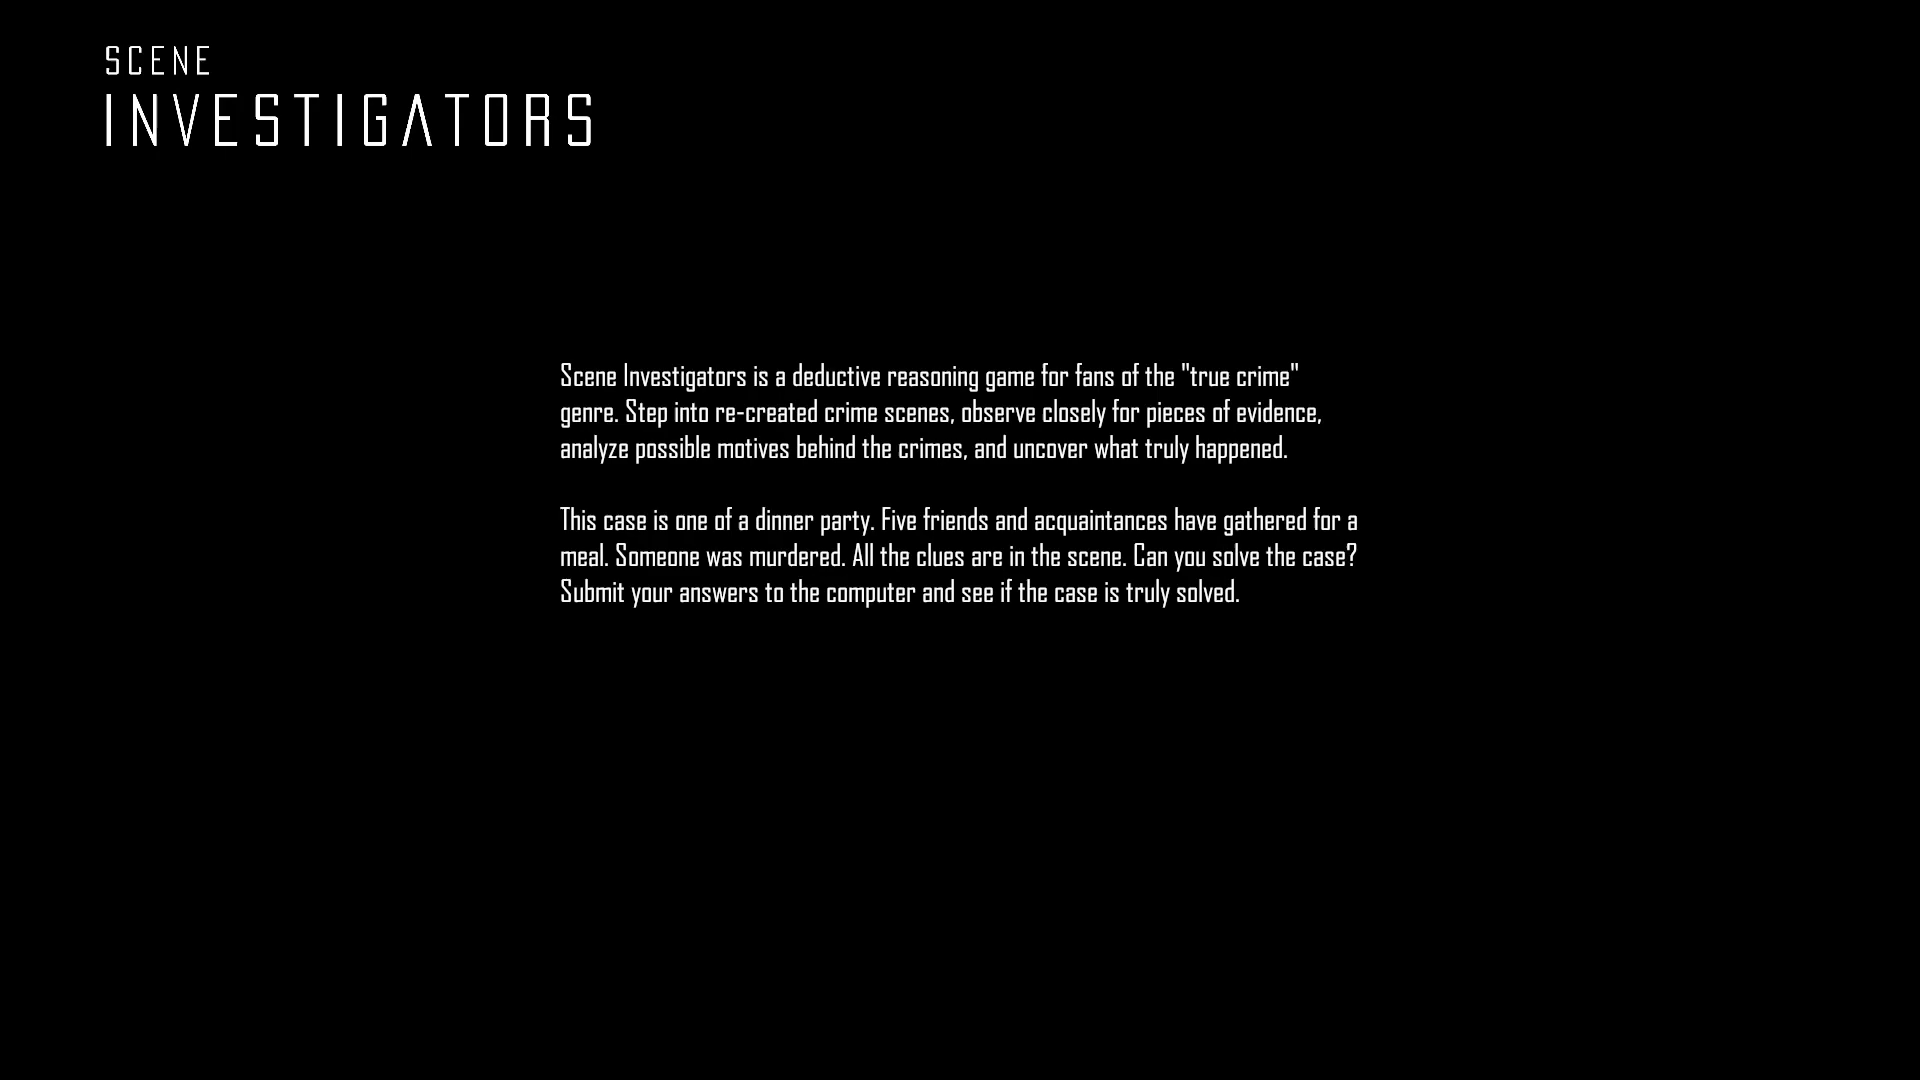 SCENE
INVESTIGATORS
Scene Investigators is a deductive reasoning game for fans of the "true crime"
genre. Step into re-created crime scenes, observe closely for pieces of evidence,
analyze possible motives behind the crimes, and uncover what truly happened.
This case is one of a dinner party. Five friends and acquaintances have gathered for a
meal. Someone was murdered. All the clues are in the scene. Can you solve the case?
Submit your answers to the computer and see if the case is truly solved.